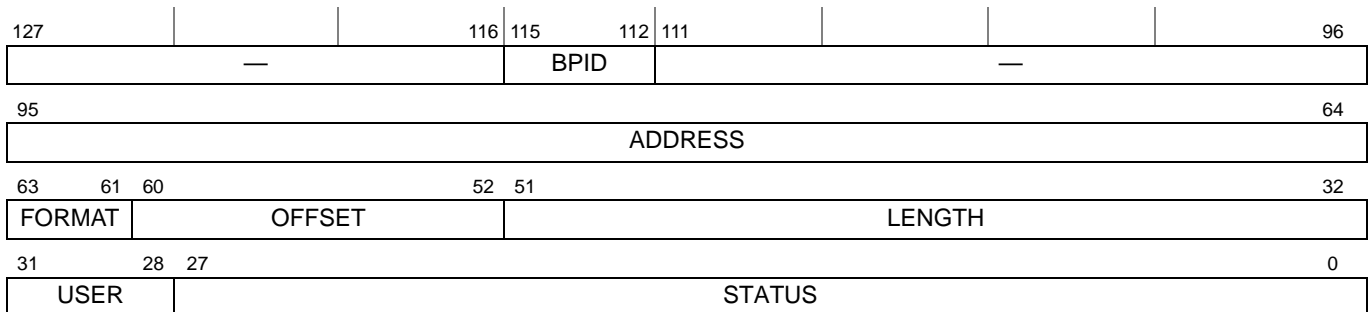 127 116 115 112 111 96
— BPID —
95 64
ADDRESS
63 61 60 52 51 32
FORMAT OFFSET LENGTH
31 28 27 0
USER STATUS